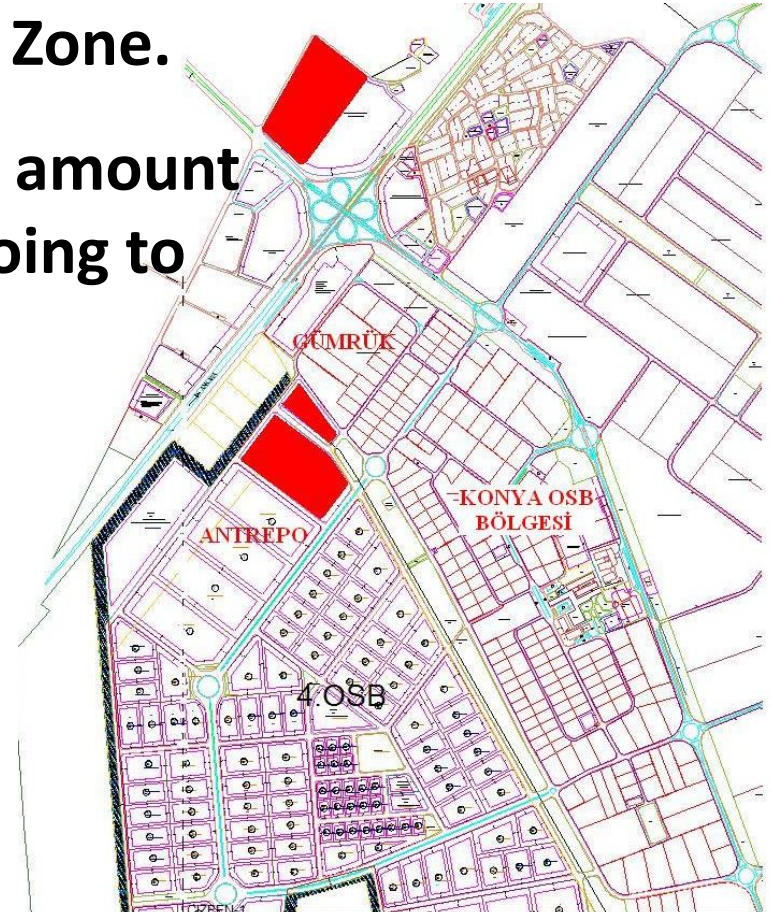 Zone.
amount
oing to
GÜMRÜK
KONYA OSB
BÖLGESİ
ANTREPO
4.OSB